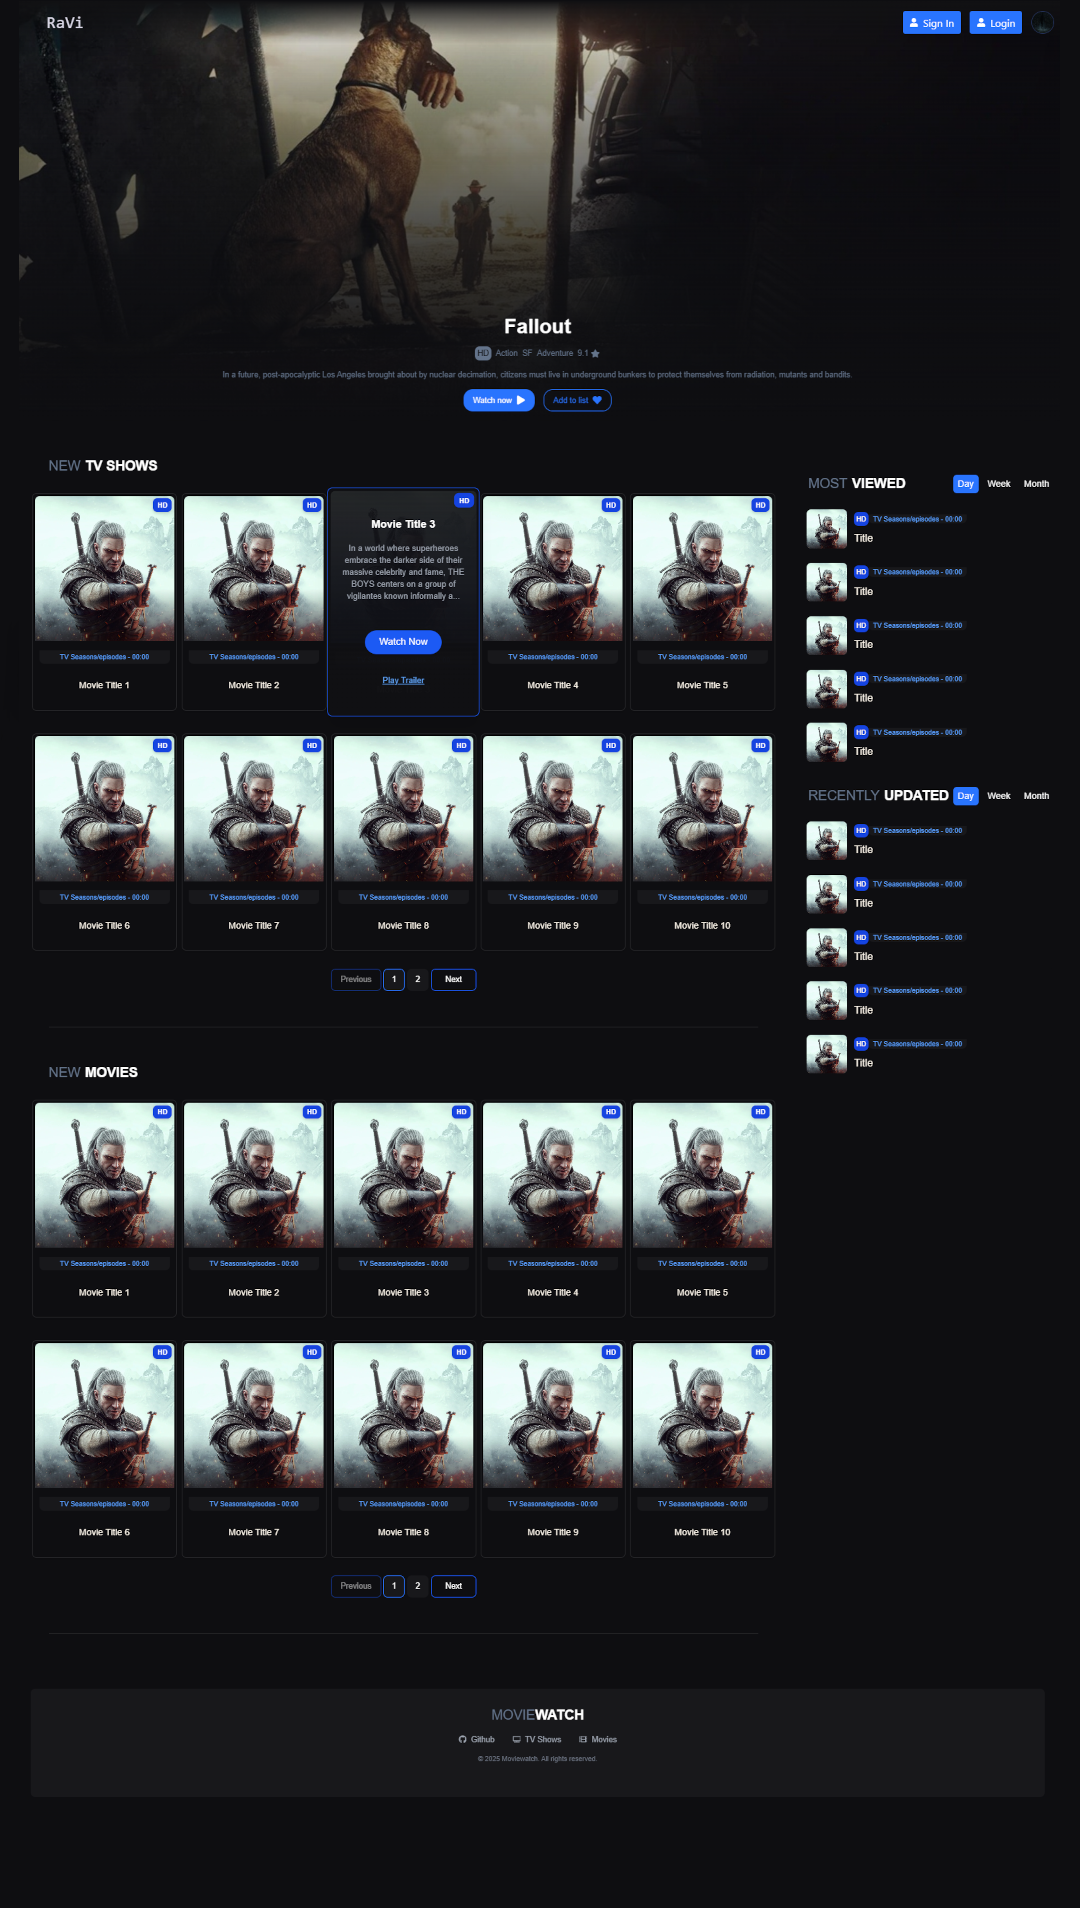 RaVi
Sign In Login
Fallout
HD Action SF Adventure 9.1
In a future, post-apocalyptic Los Angeles brought about by nuclear decimation, citizens must live in underground bunkers to protect themselves from radiation, mutants and bandits.
Watch now Add to list
NEW TV SHOWS
HD HD HD HD HD
Movie Title 3
In a world where superheroes
embrace the darker side of their
massive celebrity and fame, THE
BOYS centers on a group of
vigilantes known informally a...
Watch Now
Play Trailer
TV Seasons/episodes - 00:00 TV Seasons/episodes - 00:00 TV Seasons/episodes - 00:00 TV Seasons/episodes - 00:00
Movie Title 1 Movie Title 2 Movie Title 4 Movie Title 5
HD HD HD HD HD
TV Seasons/episodes - 00:00 TV Seasons/episodes - 00:00 TV Seasons/episodes - 00:00 TV Seasons/episodes - 00:00 TV Seasons/episodes - 00:00
Movie Title 6 Movie Title 7 Movie Title 8 Movie Title 9 Movie Title 10
Previous 1 2 Next
MOST VIEWED Day Week Month
HD TV Seasons/episodes - 00:00
Title
HD TV Seasons/episodes - 00:00
Title
HD TV Seasons/episodes - 00:00
Title
HD TV Seasons/episodes - 00:00
Title
HD TV Seasons/episodes - 00:00
Title
RECENTLY UPDATED Day Week Month
HD TV Seasons/episodes - 00:00
Title
HD TV Seasons/episodes - 00:00
Title
HD TV Seasons/episodes - 00:00
Title
HD TV Seasons/episodes - 00:00
Title
HD TV Seasons/episodes - 00:00
Title
NEW MOVIES
HD HD HD HD HD
TV Seasons/episodes - 00:00 TV Seasons/episodes - 00:00 TV Seasons/episodes - 00:00 TV Seasons/episodes - 00:00 TV Seasons/episodes - 00:00
Movie Title 1 Movie Title 2 Movie Title 3 Movie Title 4 Movie Title 5
HD HD HD HD HD
TV Seasons/episodes - 00:00 TV Seasons/episodes - 00:00 TV Seasons/episodes - 00:00 TV Seasons/episodes - 00:00 TV Seasons/episodes - 00:00
Movie Title 6 Movie Title 7 Movie Title 8 Movie Title 9 Movie Title 10
Previous 1 2 Next
MOVIEWATCH
Github TV Shows Movies
© 2025 Moviewatch. All rights reserved.